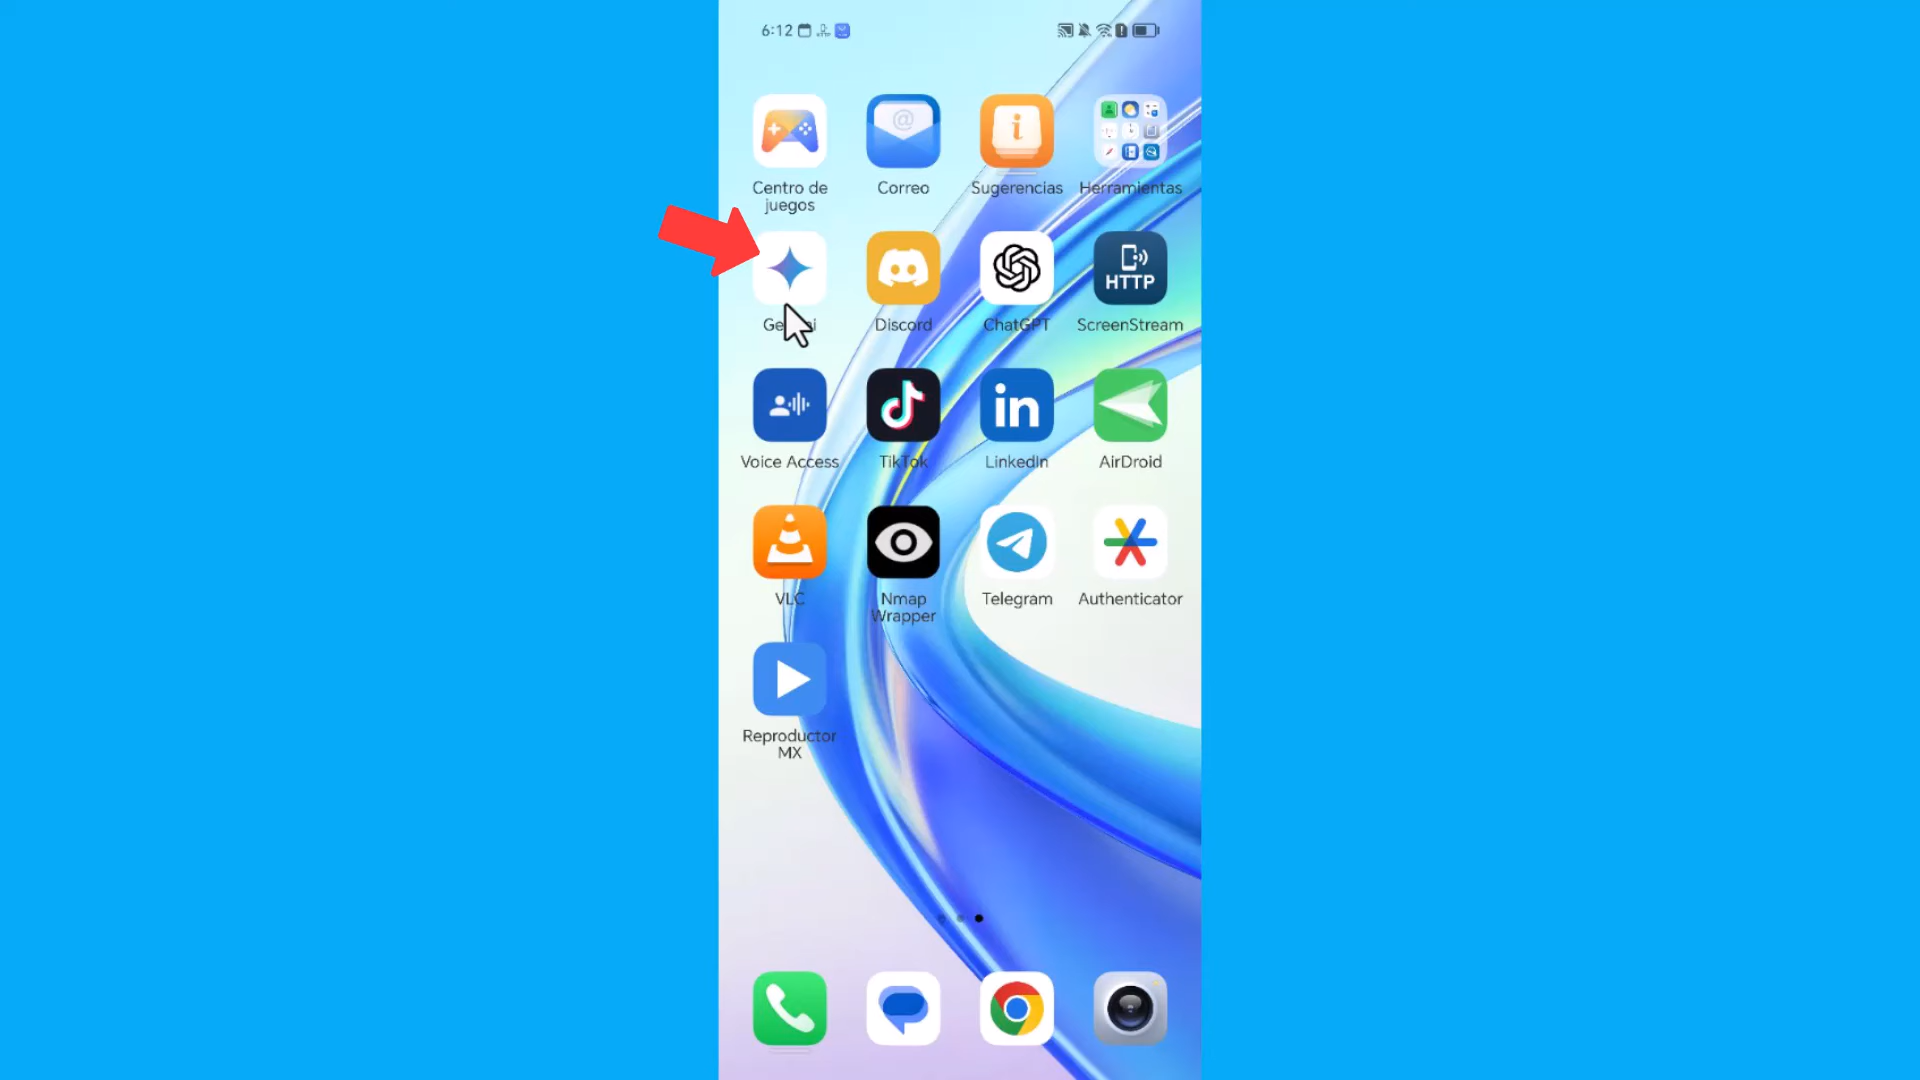 6:12
Centro de
juegos
Correo
Sugerencias
Herramientas
Discord
ChatGPT
HTTP
ScreenStream
Voice Access
TikTok
in
LinkedIn
AirDroid
VLC
Nmap
Wrapper
Telegram
Authenticator
Reproductor
MX